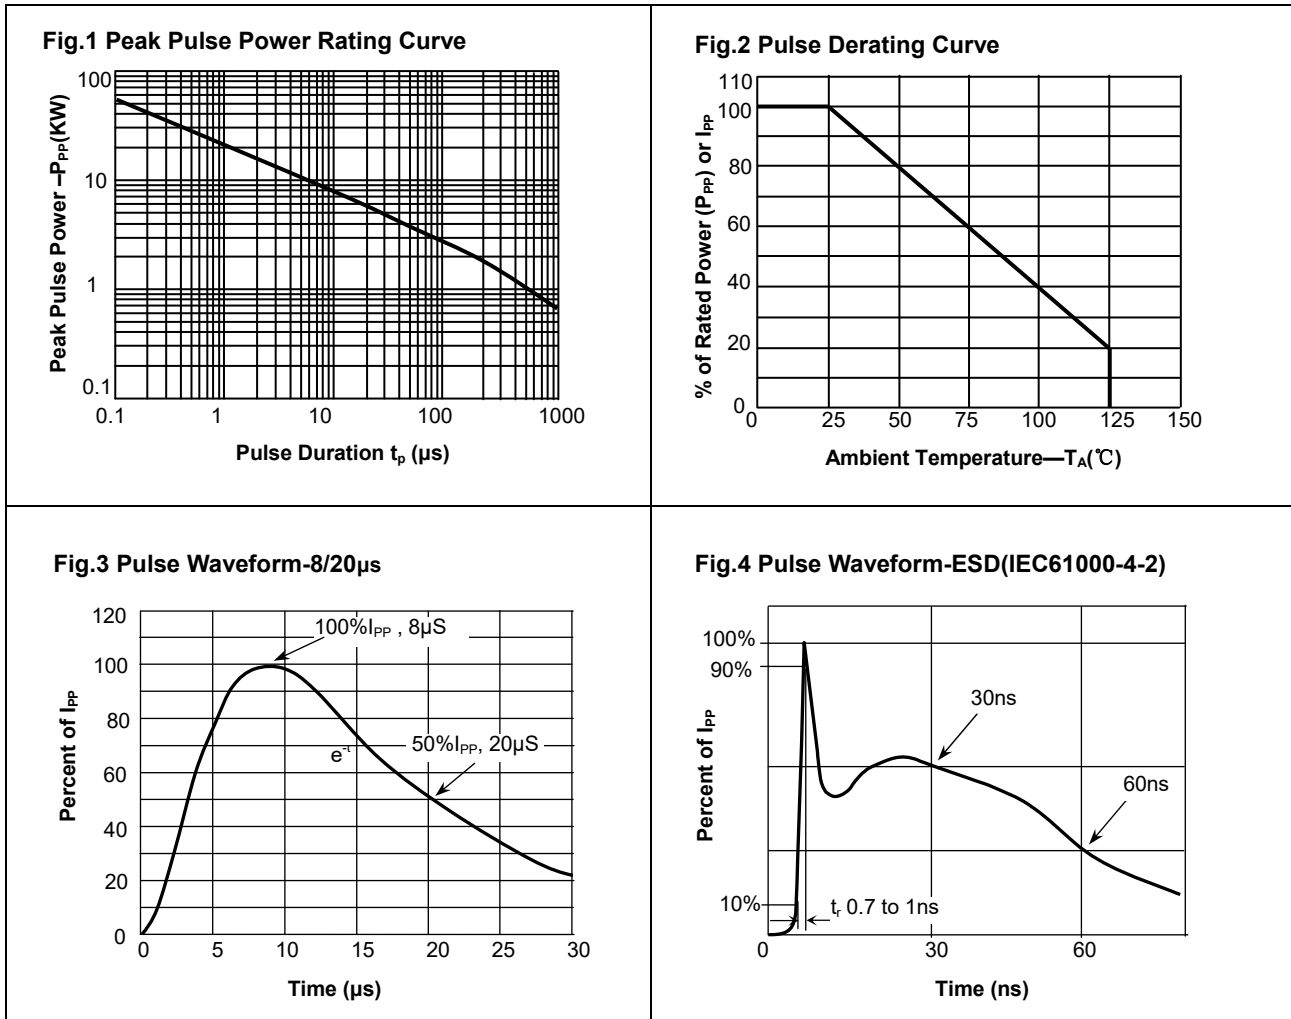 Fig.1 Peak Pulse Power Rating Curve
Peak Pulse Power –PPP(KW)
100
10
1
0.1
0.1 1 10 100 1000
Pulse Duration tp (µs)
Fig.2 Pulse Derating Curve
% of Rated Power (PPP) or IPP
110
100
80
60
40
20
0
0 25 50 75 100 125 150
Ambient Temperature—TA(℃)
Fig.3 Pulse Waveform-8/20µs
Percent of IPP
120
100
80
60
40
20
0
100%IPP , 8µS
e-t
50%IPP, 20µS
0 5 10 15 20 25 30
Time (µs)
Fig.4 Pulse Waveform-ESD(IEC61000-4-2)
Percent of IPP
100%
90%
10%
30ns
60ns
tr 0.7 to 1ns
0 30 60
Time (ns)